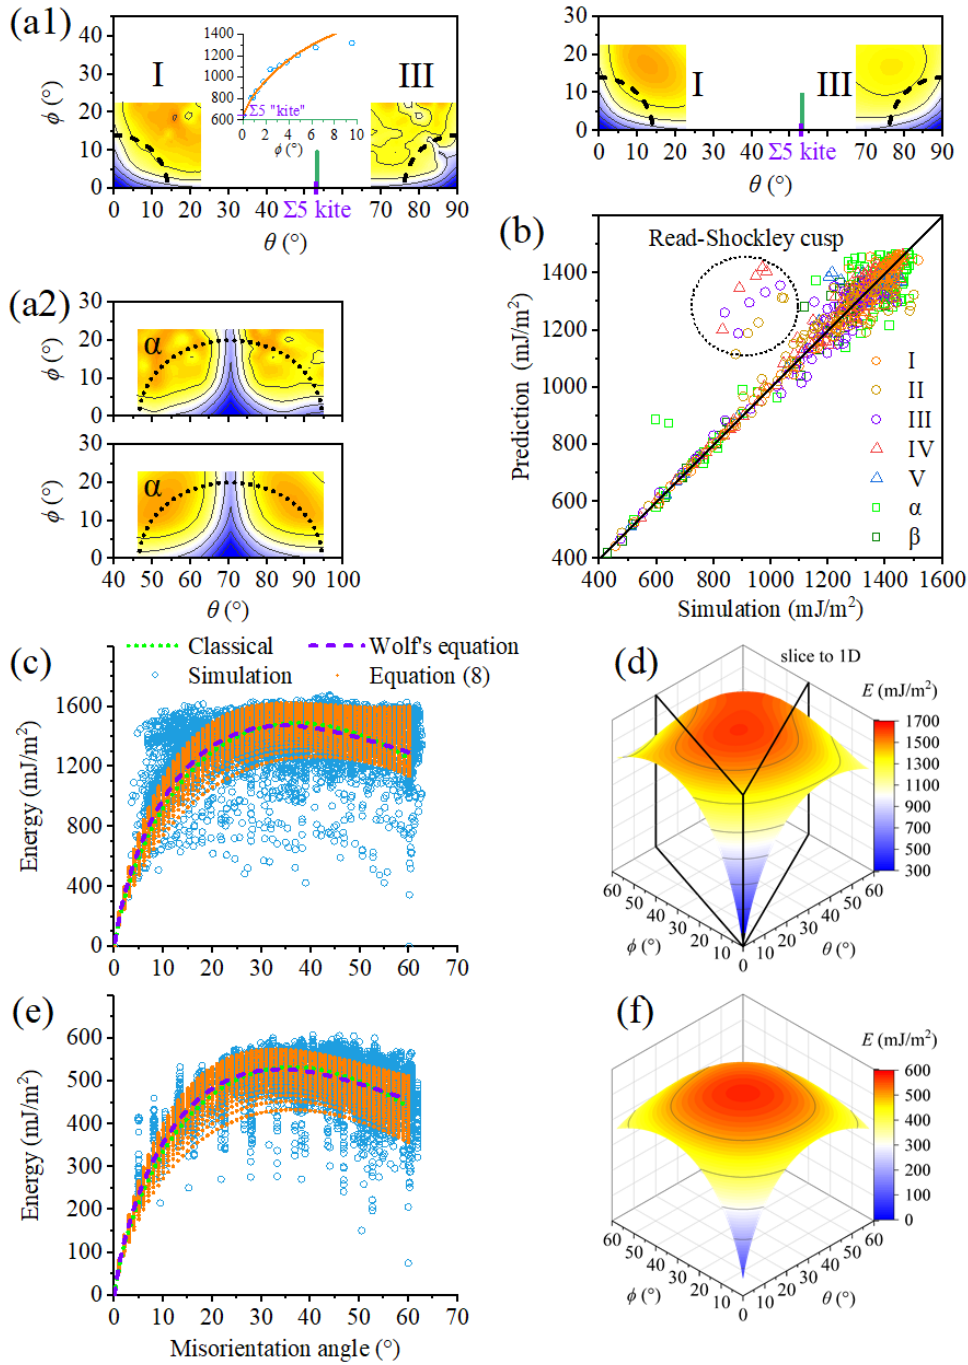 (a1)
ϕ (°)
40
30
20
10
0
I
III
1400
1200
1000
800
600
Σ5 "kite"
0 2 4 6 8 10
ϕ (°)
0 10 20 30 40 50 60 70 80 90
Σ5 kite
θ (°)
30
20
10
0
ϕ (°)
I
III
Σ5 kite
0 10 20 30 40 50 60 70 80 90
θ (°)
(a2)
30
20
10
0
ϕ (°)
α
30
20
10
0
ϕ (°)
α
50 60 70 80 90 100
θ (°)
(b)
Read-Shockley cusp
Prediction (mJ/m²)
1400
1200
1000
800
600
400
I
II
III
IV
V
α
β
400 600 800 1000 1200 1400 1600
Simulation (mJ/m²)
(c)
Classical
Wolf's equation
Simulation
Equation (8)
Energy (mJ/m²)
1600
1200
800
400
0
0 10 20 30 40 50 60 70
(d)
slice to 1D
E (mJ/m²)
1700
1500
1300
1100
900
700
500
300
60 50 40 30 20 10 0 10 20 30 40 50 60
ϕ (°)
θ (°)
(e)
Energy (mJ/m²)
600
500
400
300
200
100
0
0 10 20 30 40 50 60 70
Misorientation angle (°)
(f)
E (mJ/m²)
600
500
400
300
200
100
0
60 50 40 30 20 10 0 10 20 30 40 50 60
ϕ (°)
θ (°)